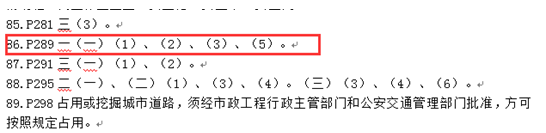 85.P281 三（3）。
86.P289 一（一）（1）、（2）、（3）、（5）。
87.P291 三（一）（1）、（2）。
88.P295 二（一）、（二）（1）、（3）、（4）。（三）（3）、（4）、（6）。
89.P298 占用或挖掘城市道路，须经市政工程行政主管部门和公安交通管理部门批准，方可
按照规定占用。